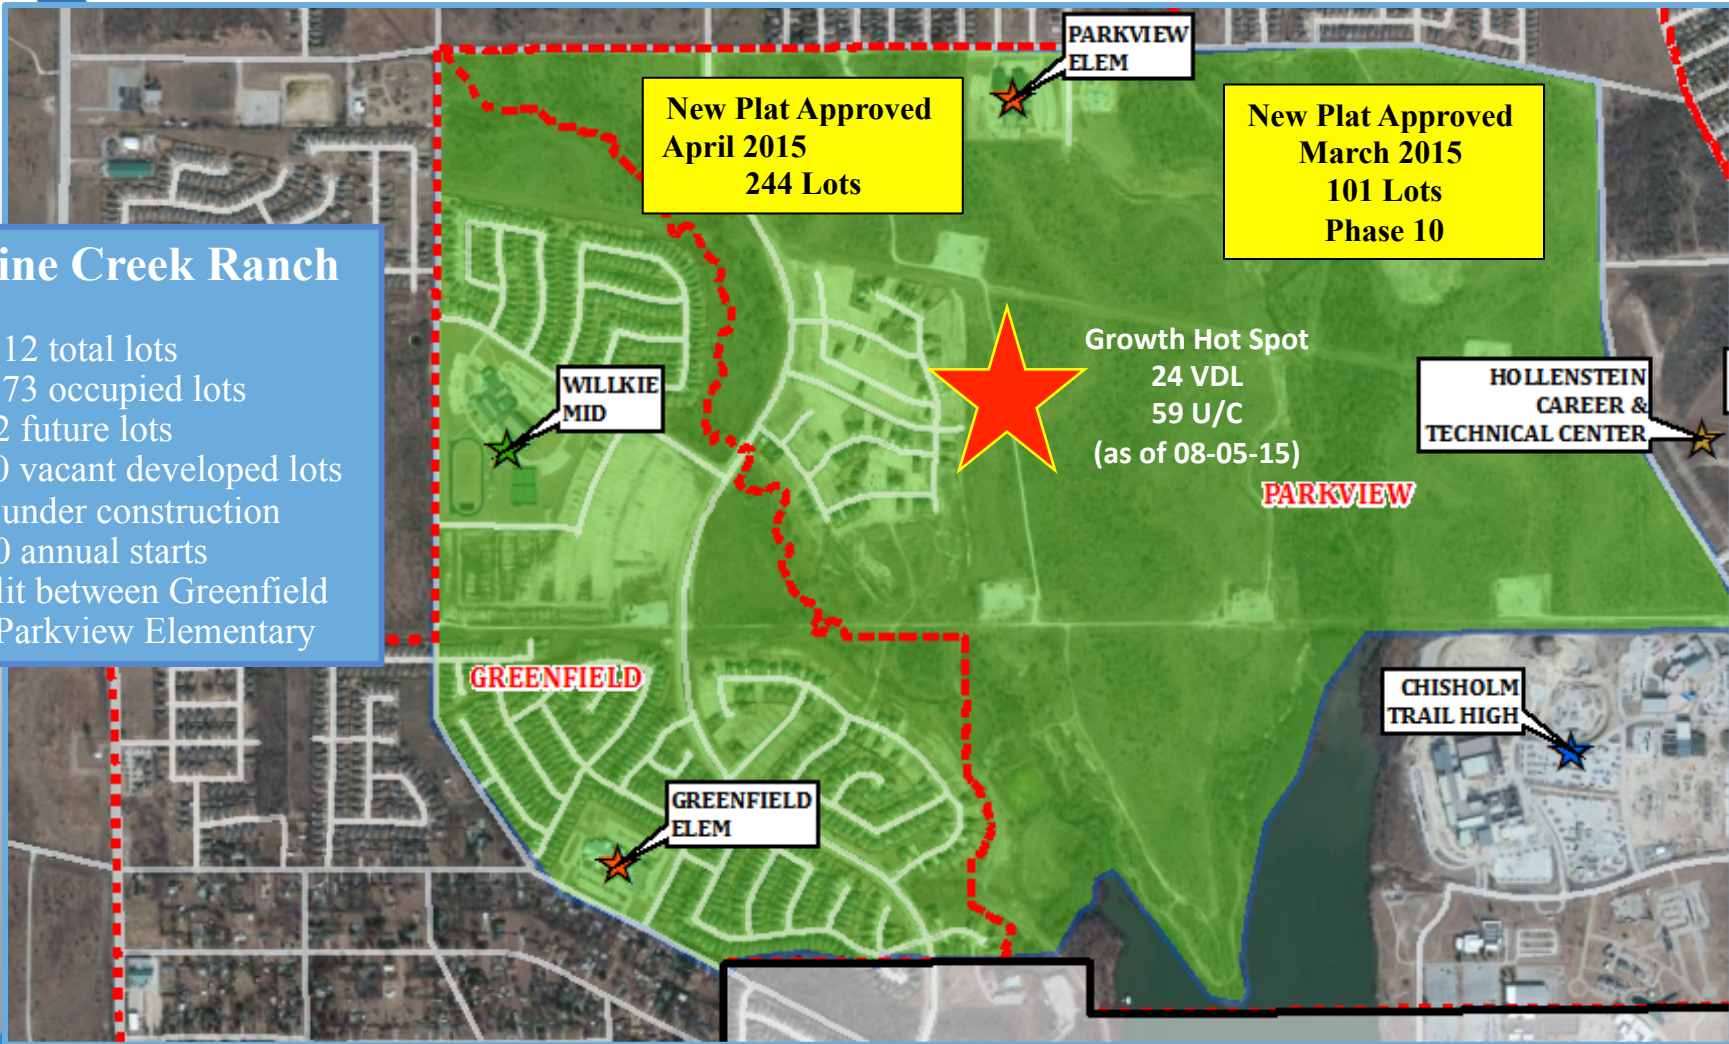 PARKVIEW
ELEM
New Plat Approved
April 2015
244 Lots
New Plat Approved
March 2015
101 Lots
Phase 10
ine Creek Ranch
12 total lots
73 occupied lots
2 future lots
0 vacant developed lots
under construction
0 annual starts
lit between Greenfield
Parkview Elementary
WILLKIE
MID
Growth Hot Spot
24 VDL
59 U/C
(as of 08-05-15)
HOLLENSTEIN
CAREER &
TECHNICAL CENTER
PARKVIEW
GREENFIELD
CHISHOLM
TRAIL HIGH
GREENFIELD
ELEM